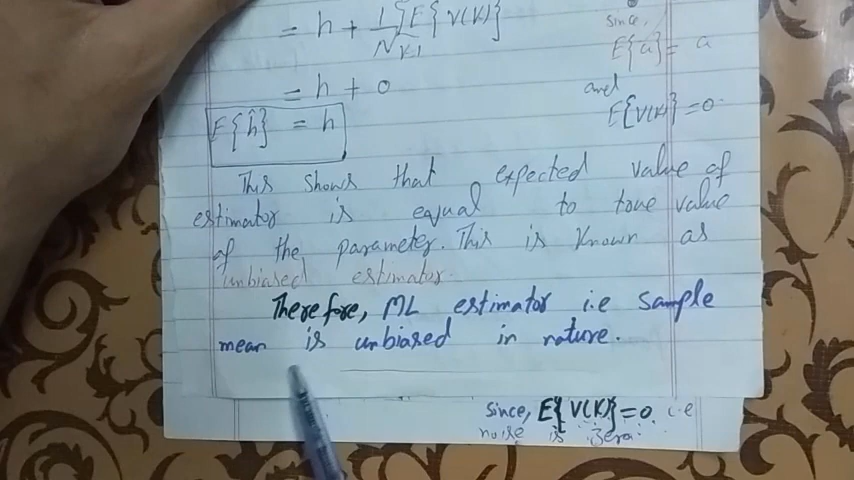 = h + 1/N Σ E{V(K)}
since,
E{a} = a
= h + 0
and
E{ĥ} = h
E{V(K)} = 0
This shows that expected value of
estimator is equal to true value
of the parameter. This is known as
unbiased estimator.
Therefore, ML estimator i.e sample
mean is unbiased in nature.
since, E{V(K)} = 0. i.e
noise is zero.